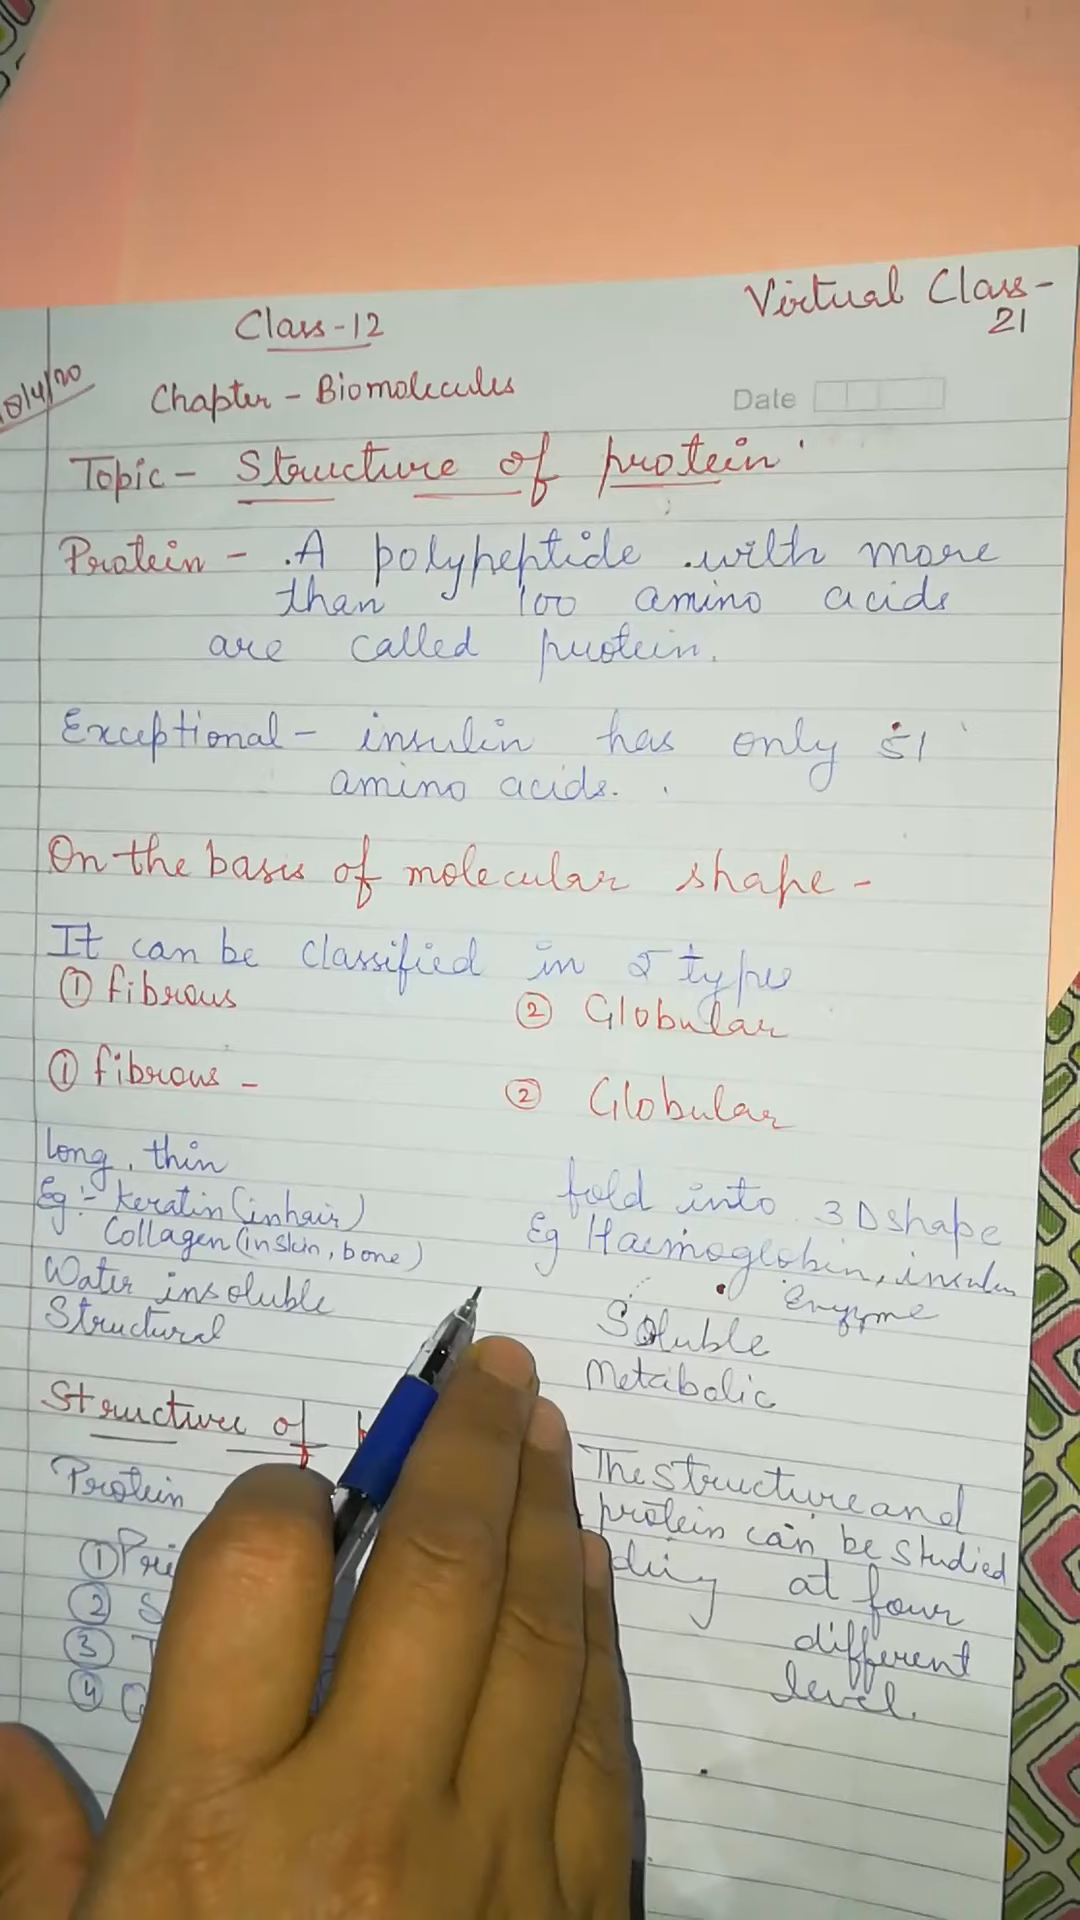 Virtual Class-
21
Class-12
Chapter - Biomolecules
Date
Topic - Structure of protein
Protein - A polypeptide with more
than 100 amino acids
are called protein.
Exceptional - insulin has only 51
amino acids.
On the basis of molecular shape -
It can be classified in 2 type
① fibrous ② Globular
① fibrous - ② Globular
long, thin
Eg:- Keratin (in hair)
Collagen (in skin, bone)
Water insoluble
Structural
fold into 3D shape
Eg Haemoglobin, insulin
Enzyme
Soluble
Metabolic
Structure of
Protein
①
②
③
④
The structure and
protein can be studied
at four
different
level.